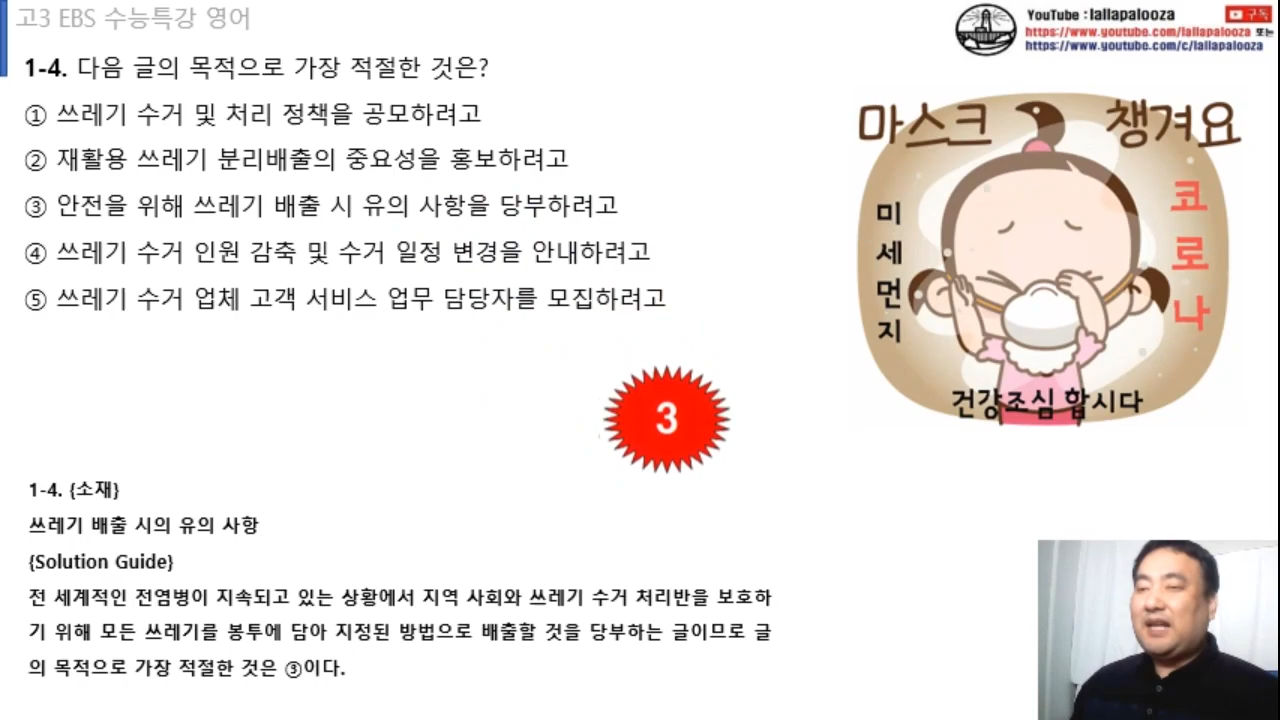 고3 EBS 수능특강 영어
YouTube : lallapalooza
구독
https://www.youtube.com/lallapalooza 또는
https://www.youtube.com/c/lallapalooza
1-4. 다음 글의 목적으로 가장 적절한 것은?
① 쓰레기 수거 및 처리 정책을 공모하려고
② 재활용 쓰레기 분리배출의 중요성을 홍보하려고
③ 안전을 위해 쓰레기 배출 시 유의 사항을 당부하려고
④ 쓰레기 수거 인원 감축 및 수거 일정 변경을 안내하려고
⑤ 쓰레기 수거 업체 고객 서비스 업무 담당자를 모집하려고
마스크 챙겨요
미세먼지
코로나
건강조심 합시다
3
1-4. {소재}
쓰레기 배출 시의 유의 사항
{Solution Guide}
전 세계적인 전염병이 지속되고 있는 상황에서 지역 사회와 쓰레기 수거 처리반을 보호하
기 위해 모든 쓰레기를 봉투에 담아 지정된 방법으로 배출할 것을 당부하는 글이므로 글
의 목적으로 가장 적절한 것은 ③이다.